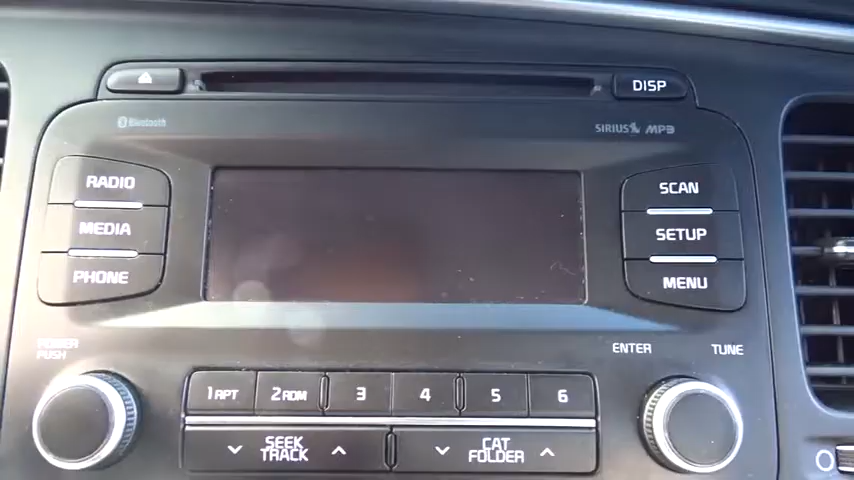 DISP
Bluetooth
SIRIUS MP3
RADIO
SCAN
MEDIA
SETUP
PHONE
MENU
POWER
PUSH
ENTER
TUNE
1 RPT
2 RDM
3
4
5
6
SEEK
TRACK
CAT
FOLDER